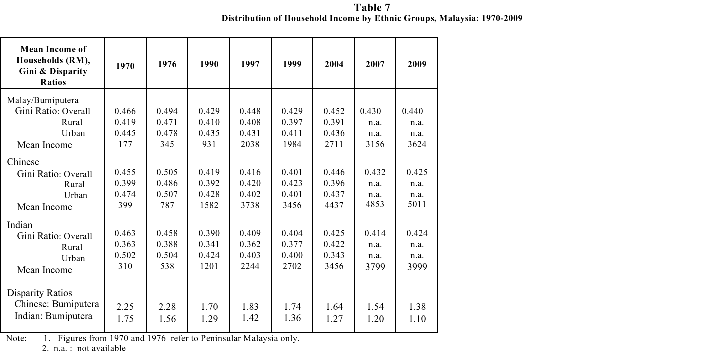 Table 7
Distribution of Household Income by Ethnic Groups, Malaysia: 1970-2009
Mean Income of Households (RM), Gini & Disparity Ratios 1970 1976 1990 1997 1999 2004 2007 2009
Malay/Bumiputera
Gini Ratio: Overall 0.466 0.494 0.429 0.448 0.429 0.452 0.430 0.440
Rural 0.419 0.471 0.410 0.408 0.397 0.391 n.a. n.a.
Urban 0.445 0.478 0.435 0.431 0.411 0.436 n.a. n.a.
Mean Income 177 345 931 2038 1984 2711 3156 3624
Chinese
Gini Ratio: Overall 0.455 0.505 0.419 0.416 0.401 0.446 0.432 0.425
Rural 0.399 0.486 0.392 0.420 0.423 0.396 n.a. n.a.
Urban 0.474 0.507 0.428 0.402 0.401 0.437 n.a. n.a.
Mean Income 399 787 1582 3738 3456 4437 4853 5011
Indian
Gini Ratio: Overall 0.463 0.458 0.390 0.409 0.404 0.425 0.414 0.424
Rural 0.363 0.388 0.341 0.362 0.377 0.422 n.a. n.a.
Urban 0.502 0.504 0.424 0.403 0.400 0.343 n.a. n.a.
Mean Income 310 538 1201 2244 2702 3456 3799 3999
Disparity Ratios
Chinese: Bumiputera 2.25 2.28 1.70 1.83 1.74 1.64 1.54 1.38
Indian: Bumiputera 1.75 1.56 1.29 1.42 1.36 1.27 1.20 1.10
Note: 1. Figures from 1970 and 1976 refer to Peninsular Malaysia only.
2. n.a. : not available